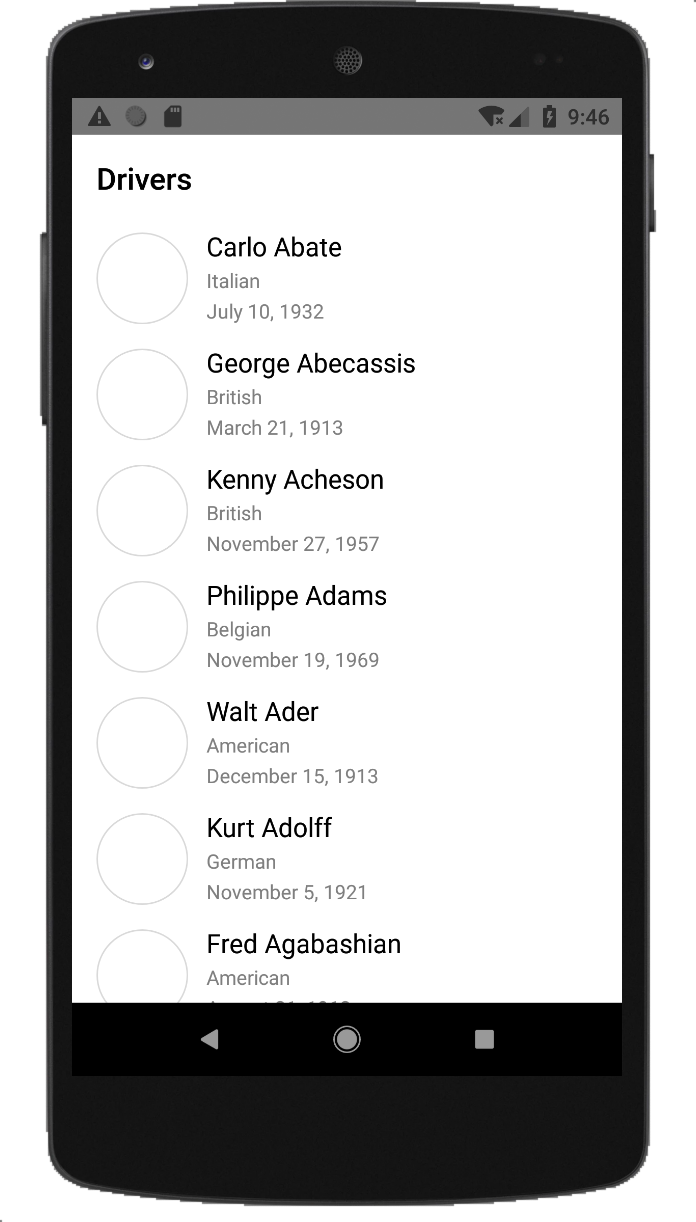 9:46
Drivers
Carlo Abate
Italian
July 10, 1932
George Abecassis
British
March 21, 1913
Kenny Acheson
British
November 27, 1957
Philippe Adams
Belgian
November 19, 1969
Walt Ader
American
December 15, 1913
Kurt Adolff
German
November 5, 1921
Fred Agabashian
American